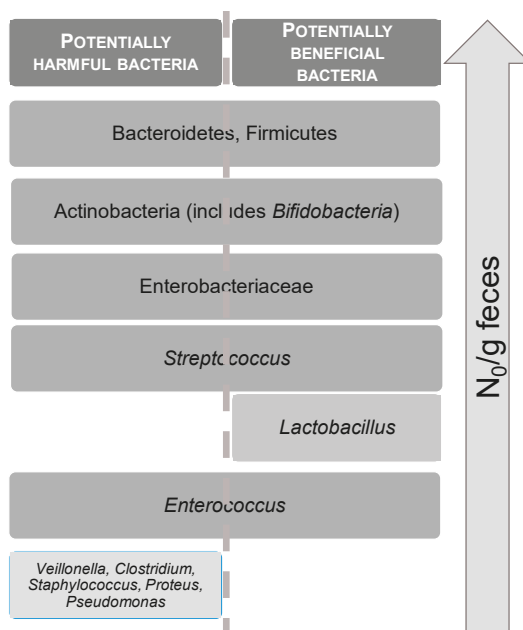 POTENTIALLY
HARMFUL BACTERIA
POTENTIALLY
BENEFICIAL
BACTERIA
Bacteroidetes, Firmicutes
Actinobacteria (includes Bifidobacteria)
Enterobacteriaceae
Streptococcus
Lactobacillus
Enterococcus
Veillonella, Clostridium,
Staphylococcus, Proteus,
Pseudomonas
N₀/g feces